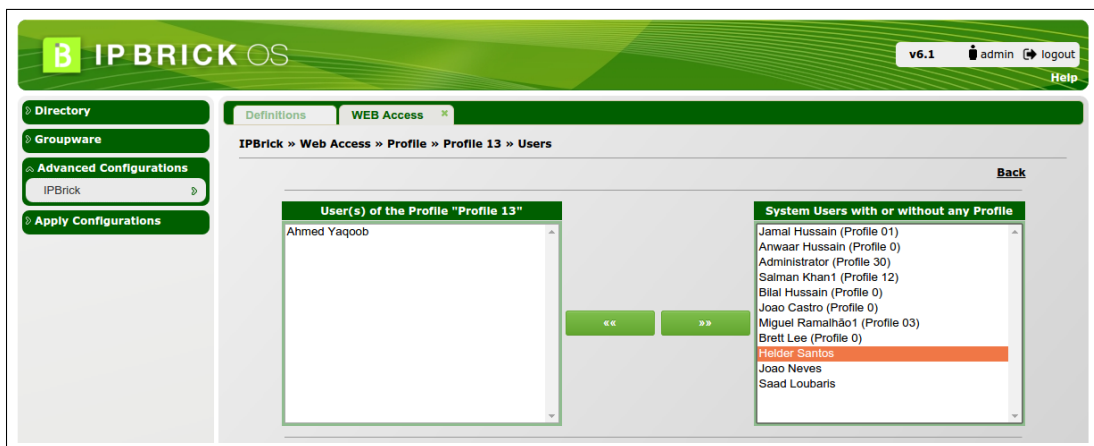 IPBRICK OS
v6.1 admin logout
Help
Directory
Groupware
Advanced Configurations
IPBrick
Apply Configurations
Definitions WEB Access
IPBrick » Web Access » Profile » Profile 13 » Users
Back
User(s) of the Profile "Profile 13"
Ahmed Yaqoob
«« »»
System Users with or without any Profile
Jamal Hussain (Profile 01)
Anwaar Hussain (Profile 0)
Administrator (Profile 30)
Salman Khan1 (Profile 12)
Bilal Hussain (Profile 0)
Joao Castro (Profile 0)
Miguel Ramalhão1 (Profile 03)
Brett Lee (Profile 0)
Helder Santos
Joao Neves
Saad Loubaris